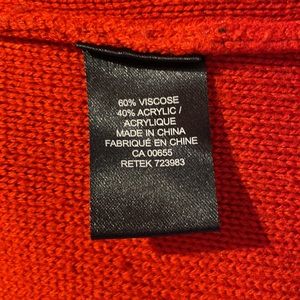 60% VISCOSE
40% ACRYLIC /
ACRYLIQUE
MADE IN CHINA
FABRIQUÉ EN CHINE
CA 00655
RETEK 723983